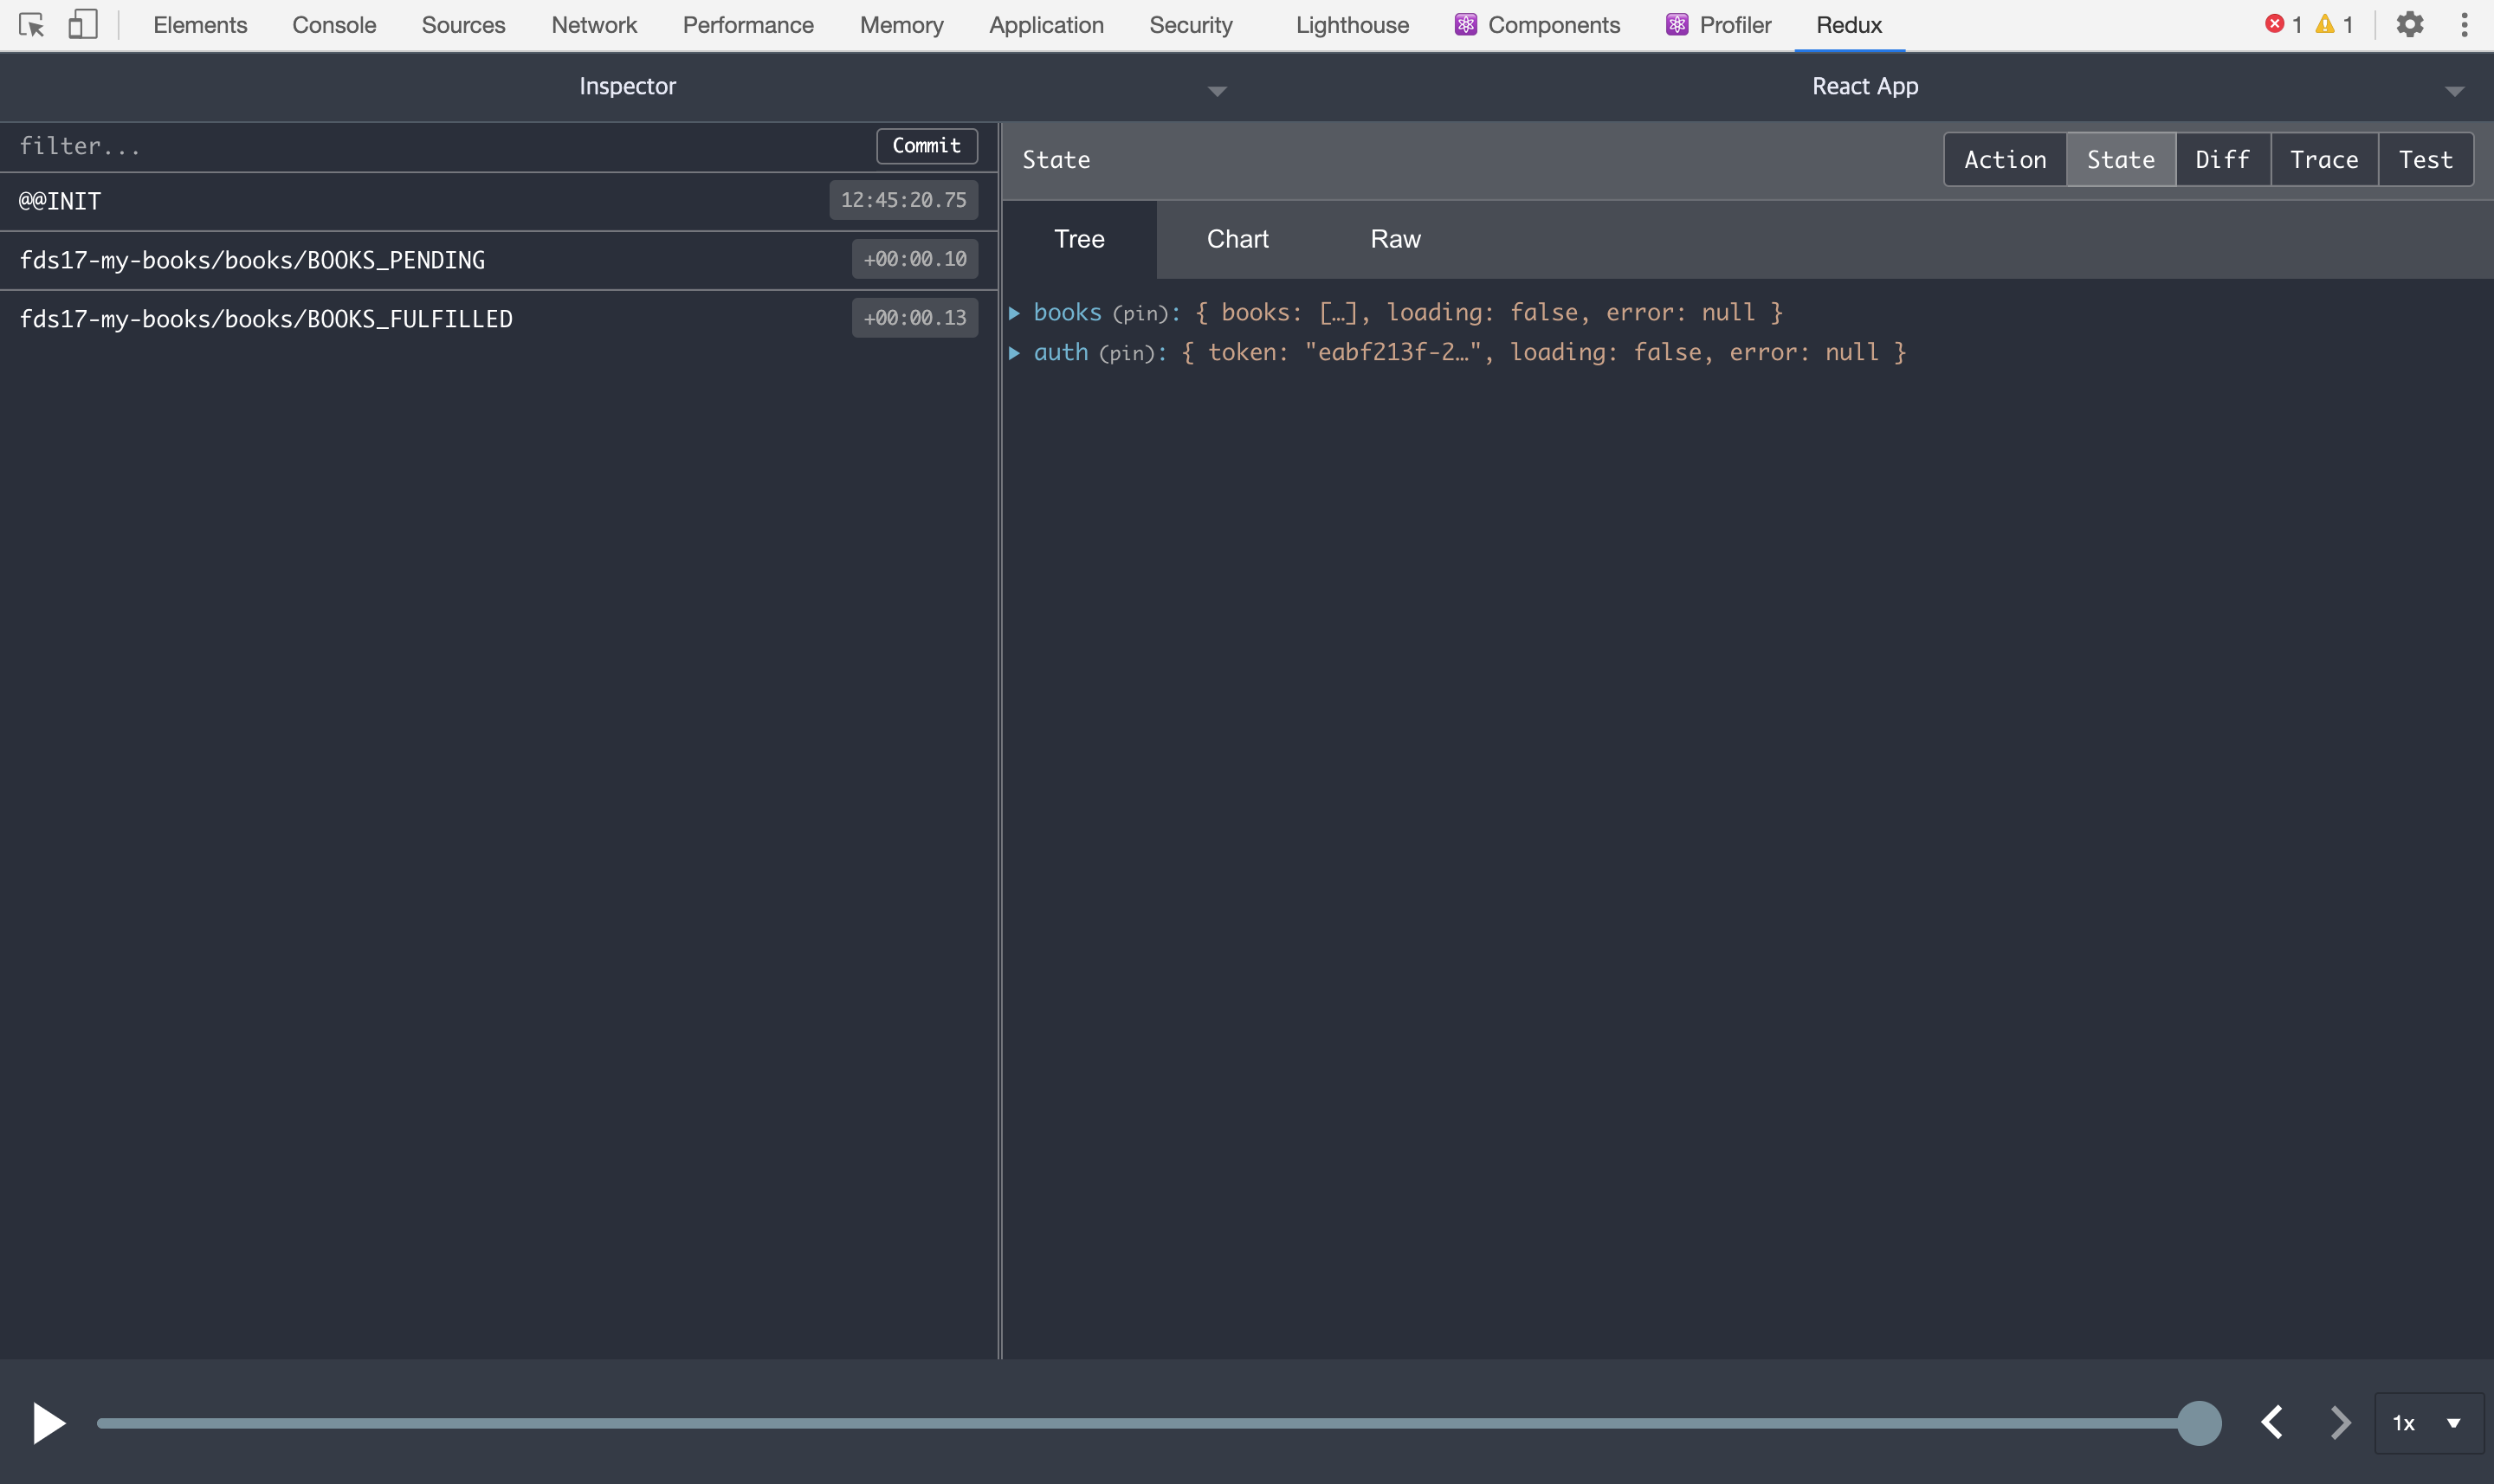 Elements Console Sources Network Performance Memory Application Security Lighthouse Components Profiler Redux 1 1
Inspector React App
filter... Commit
@@INIT 12:45:20.75
fds17-my-books/books/BOOKS_PENDING +00:00.10
fds17-my-books/books/BOOKS_FULFILLED +00:00.13
State Action State Diff Trace Test
Tree Chart Raw
books (pin): { books: […], loading: false, error: null }
auth (pin): { token: "eabf213f-2…", loading: false, error: null }
1x